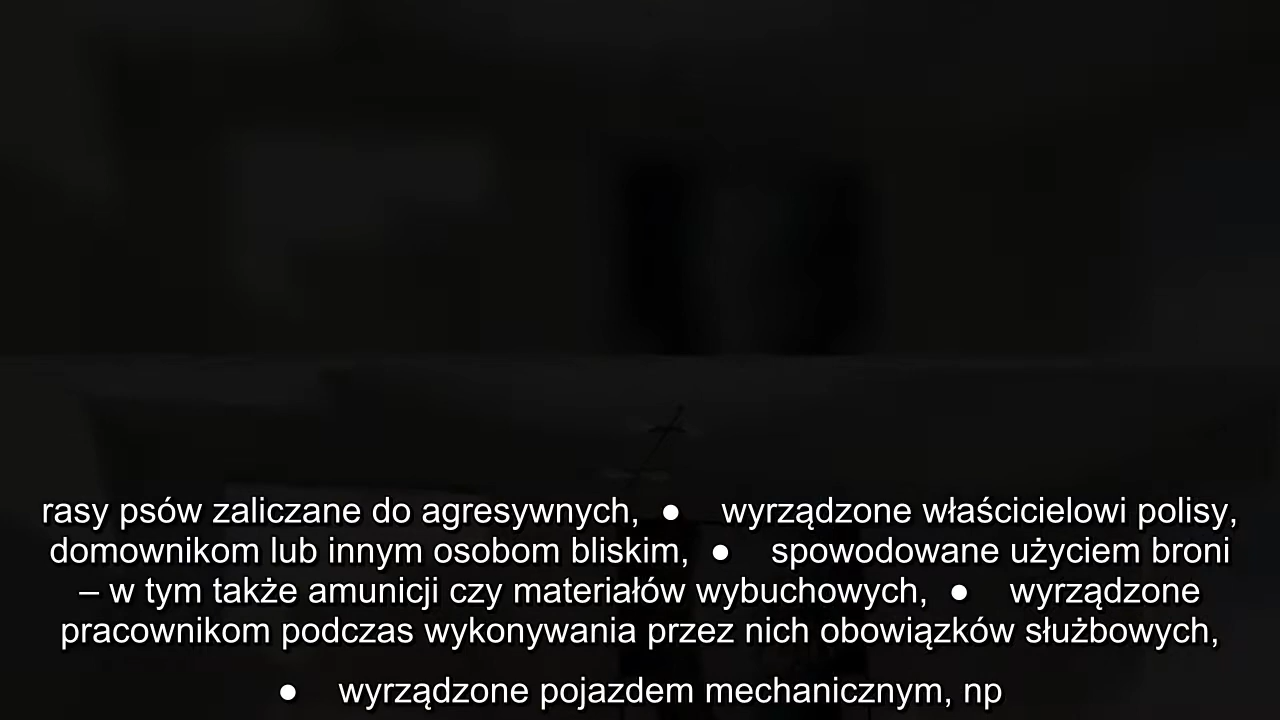 rasy psów zaliczane do agresywnych, ● wyrządzone właścicielowi polisy,
domownikom lub innym osobom bliskim, ● spowodowane użyciem broni
– w tym także amunicji czy materiałów wybuchowych, ● wyrządzone
pracownikom podczas wykonywania przez nich obowiązków służbowych,
● wyrządzone pojazdem mechanicznym, np